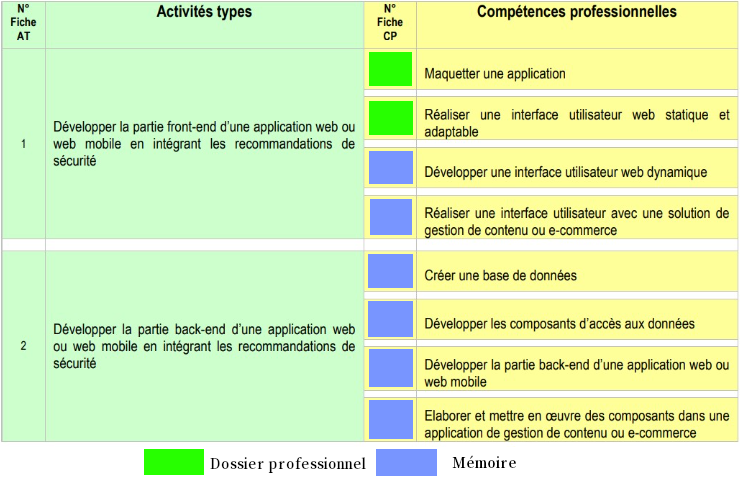 N°
Fiche
AT
Activités types
N°
Fiche
CP
Compétences professionnelles
1
Développer la partie front-end d'une application web ou
web mobile en intégrant les recommandations de
sécurité
Maquetter une application
Réaliser une interface utilisateur web statique et
adaptable
Développer une interface utilisateur web dynamique
Réaliser une interface utilisateur avec une solution de
gestion de contenu ou e-commerce
2
Développer la partie back-end d'une application web
ou web mobile en intégrant les recommandations de
sécurité
Créer une base de données
Développer les composants d'accès aux données
Développer la partie back-end d'une application web ou
web mobile
Elaborer et mettre en œuvre des composants dans une
application de gestion de contenu ou e-commerce
Dossier professionnel
Mémoire